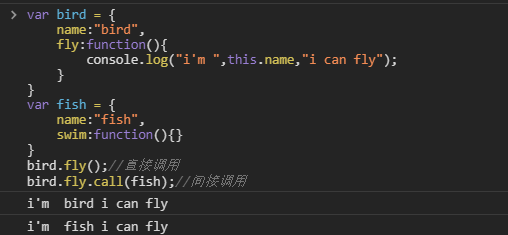 > var bird = {
    name:"bird",
    fly:function(){
        console.log("i'm ",this.name,"i can fly");
    }
}
var fish = {
    name:"fish",
    swim:function(){}
}
bird.fly();//直接调用
bird.fly.call(fish);//间接调用
i'm  bird i can fly
i'm  fish i can fly